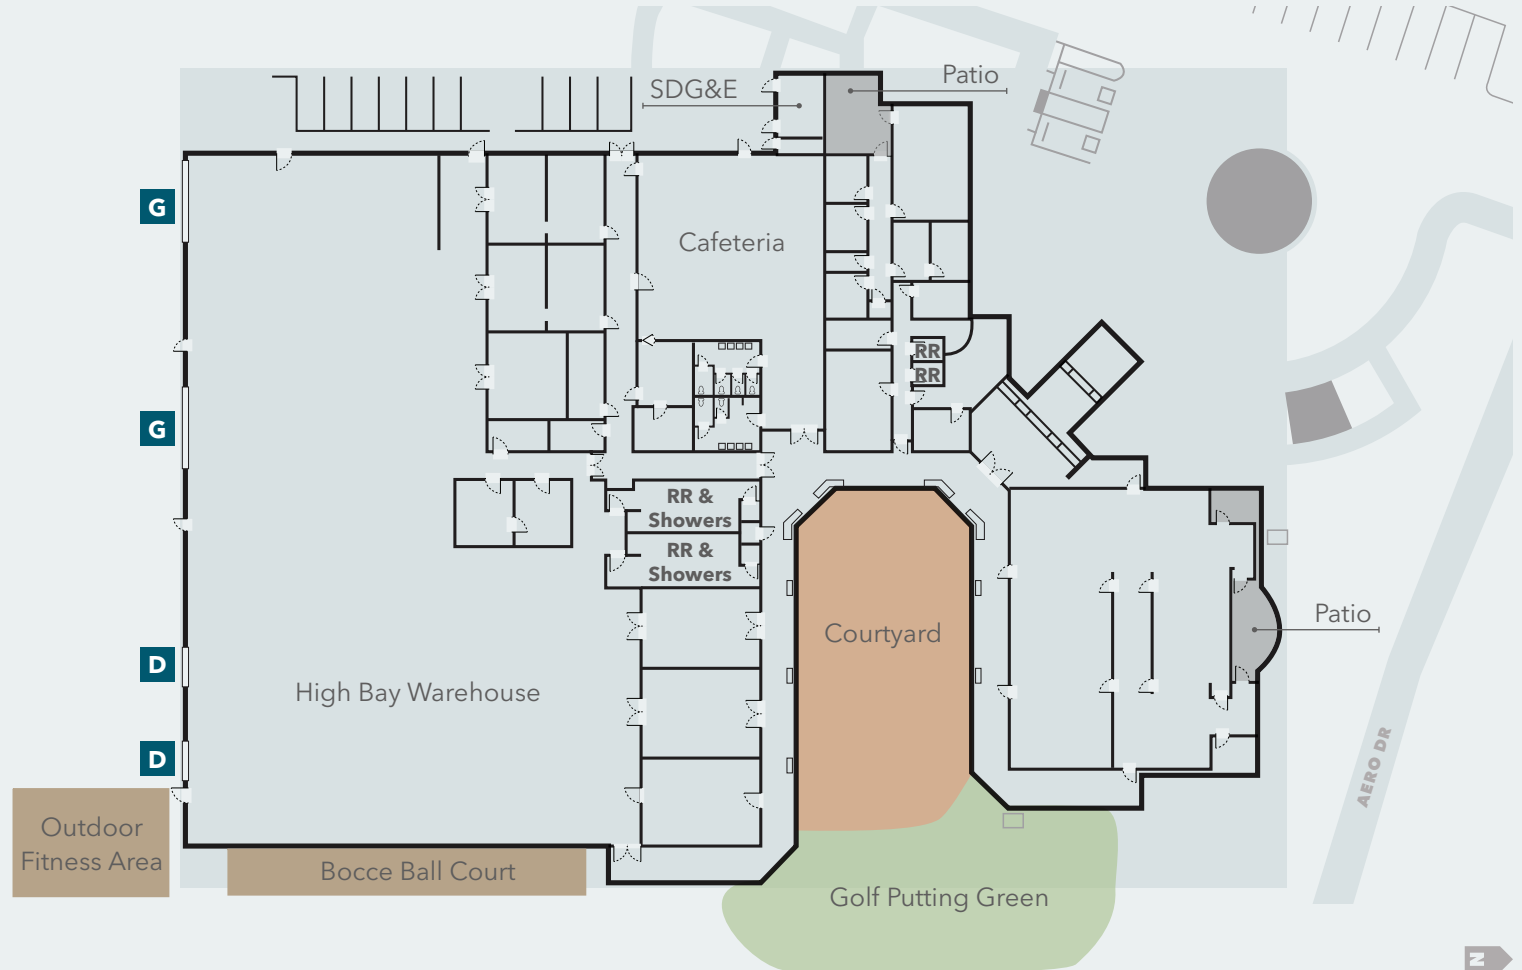 Patio
SDG&E
G
Cafeteria
RR
RR
G
RR &
Showers
RR &
Showers
Patio
Courtyard
D
High Bay Warehouse
D
AERO DR
Outdoor
Fitness Area
Bocce Ball Court
Golf Putting Green
N